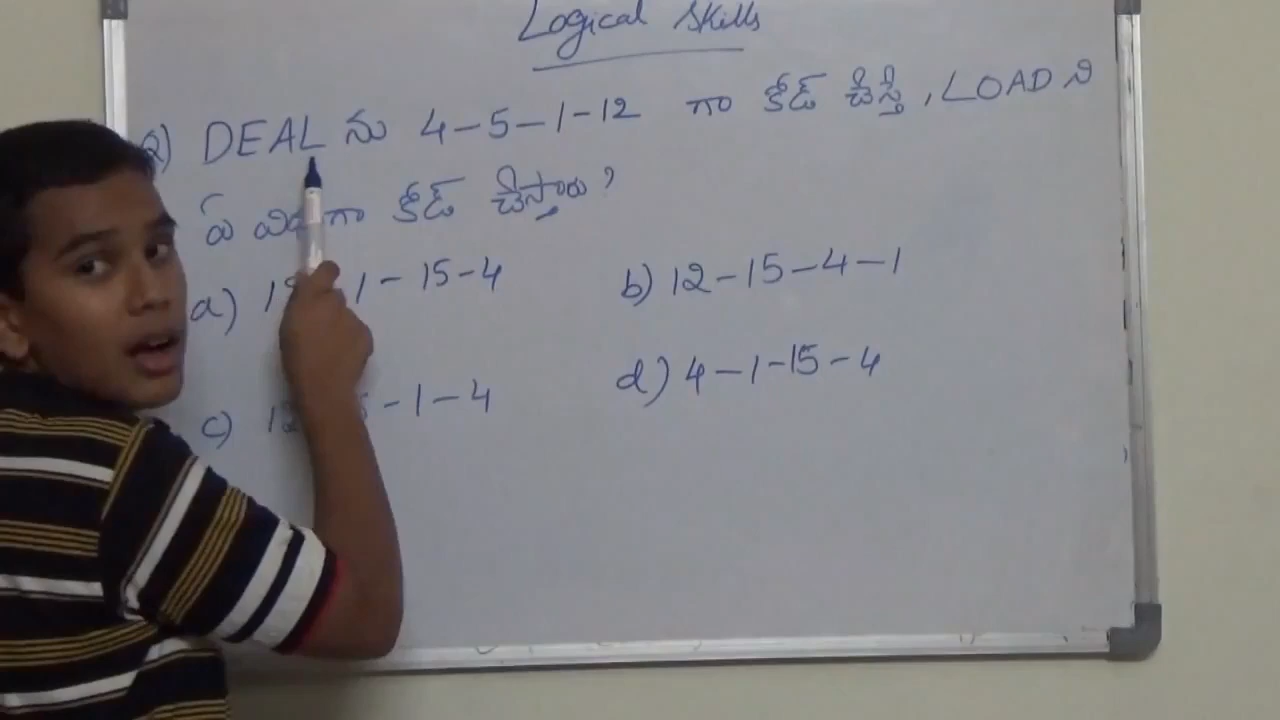 Logical Skills
2) DEAL ను 4-5-1-12 గా కోడ్ చేస్తే, LOAD ని
ఏ గా కోడ్ చేస్తారు?
a) 1-15-4
b) 12-15-4-1
c) -1-4
d) 4-1-15-4